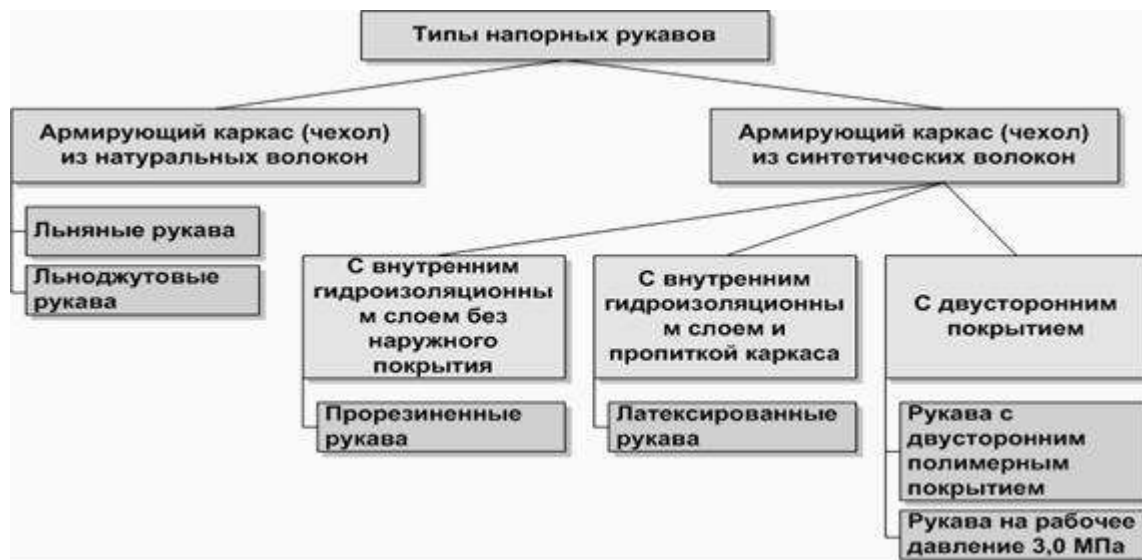 Типы напорных рукавов
Армирующий каркас (чехол)
из натуральных волокон
Армирующий каркас (чехол)
из синтетических волокон
Льняные рукава
Льноджутовые
рукава
С внутренним
гидроизоляционны
м слоем без
наружного
покрытия
Прорезиненные
рукава
С внутренним
гидроизоляционны
м слоем и
пропиткой каркаса
Латексированные
рукава
С двусторонним
покрытием
Рукава с
двусторонним
полимерным
покрытием
Рукава на рабочее
давление 3,0 МПа